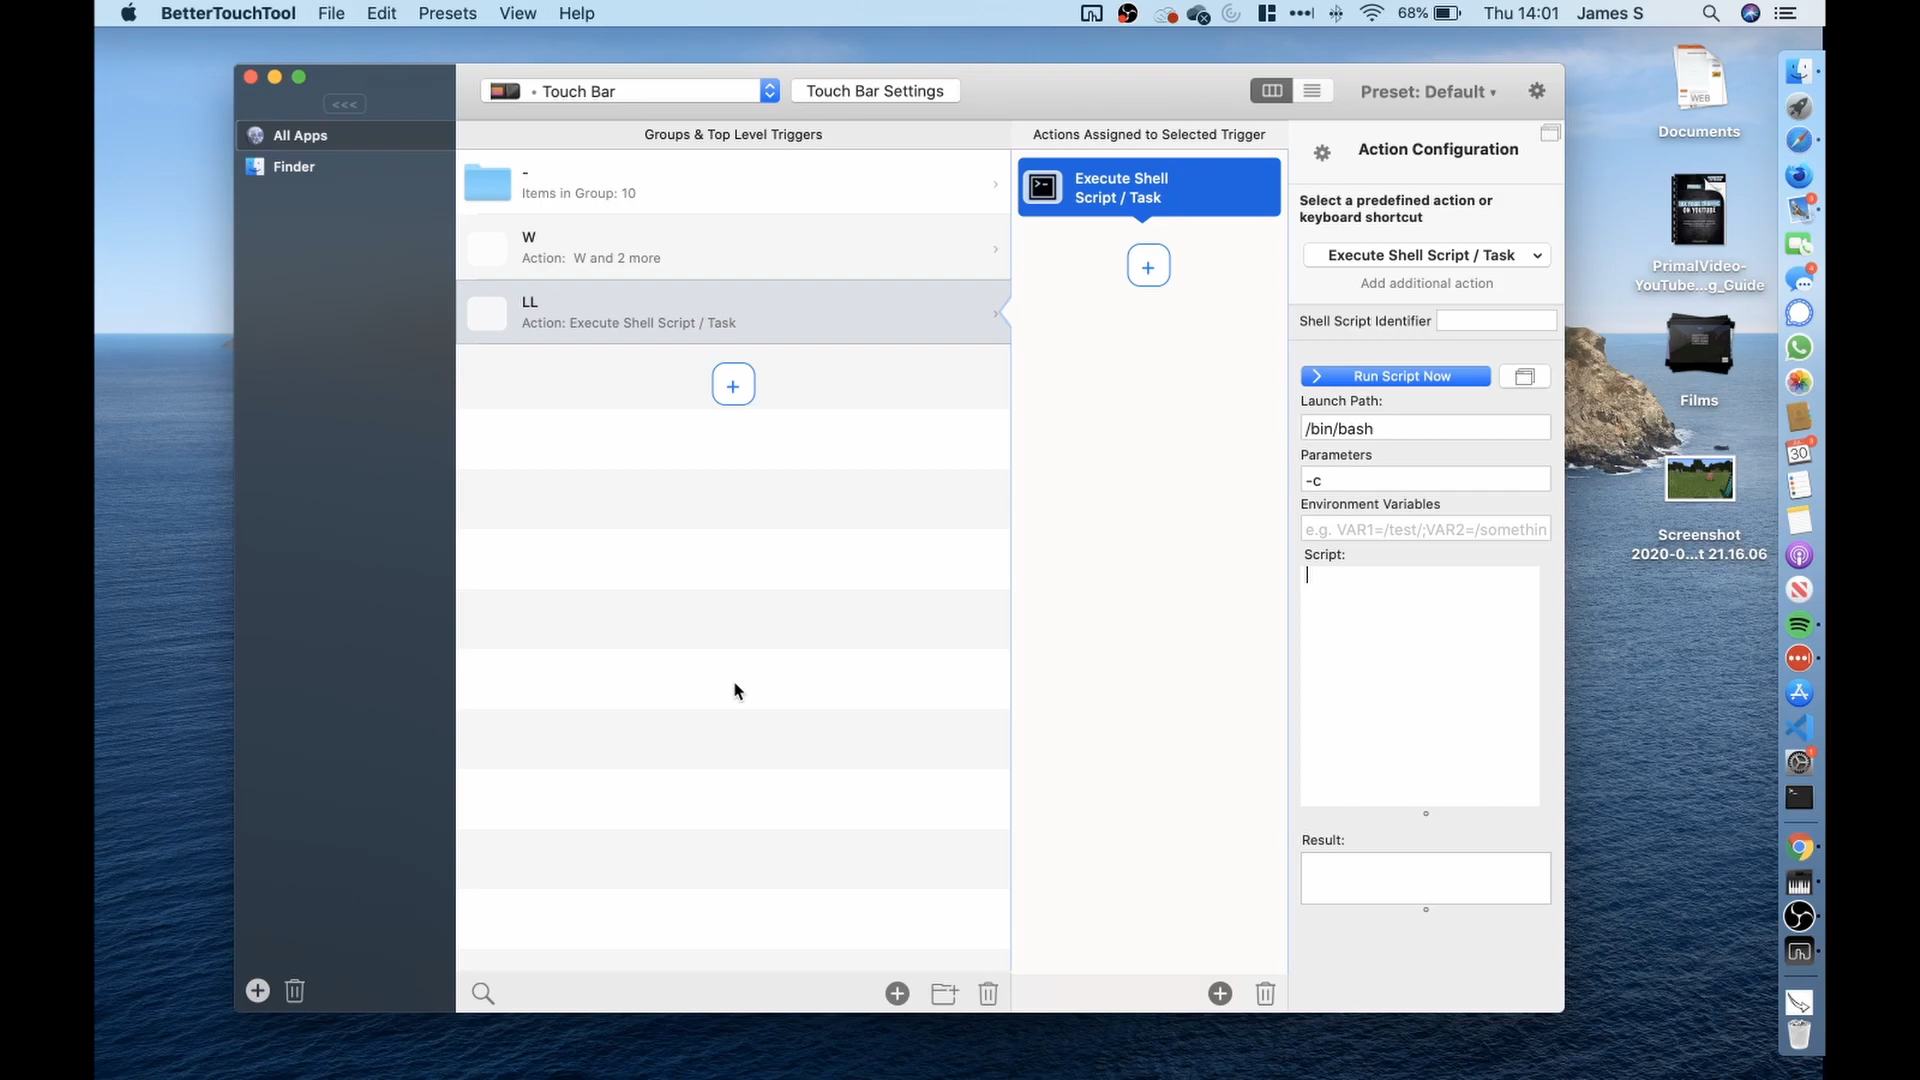 BetterTouchTool File Edit Presets View Help
68% Thu 14:01 James S
<<<
All Apps
Finder
Touch Bar
Touch Bar Settings
Preset: Default
Groups & Top Level Triggers
-
Items in Group: 10
W
Action: W and 2 more
LL
Action: Execute Shell Script / Task
Actions Assigned to Selected Trigger
Execute Shell
Script / Task
Action Configuration
Select a predefined action or
keyboard shortcut
Execute Shell Script / Task
Add additional action
Shell Script Identifier
Run Script Now
Launch Path:
/bin/bash
Parameters
-c
Environment Variables
e.g. VAR1=/test/;VAR2=/somethin
Script:
Result:
WEB
Documents
ON YOUTUBE
PrimalVideo-
YouTube...g_Guide
Films
Screenshot
2020-0...t 21.16.06
30